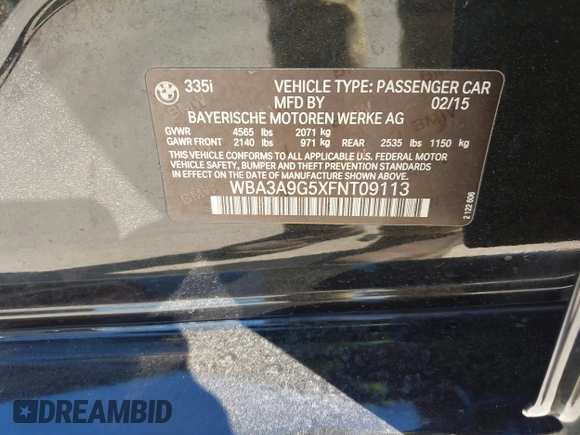 335i VEHICLE TYPE: PASSENGER CAR
MFD BY 02/15
BAYERISCHE MOTOREN WERKE AG
GVWR 4565 lbs 2071 kg
GAWR FRONT 2140 lbs 971 kg REAR 2535 lbs 1150 kg
THIS VEHICLE CONFORMS TO ALL
APPLICABLE U.S. FEDERAL MOTOR
VEHICLE SAFETY, BUMPER AND THEFT PREVENTION STANDARDS
IN EFFECT ON THE DATE OF MANUFACTURE SHOWN ABOVE.
WBA3A9G5XFNT09113
2 122 606
DREAMBID